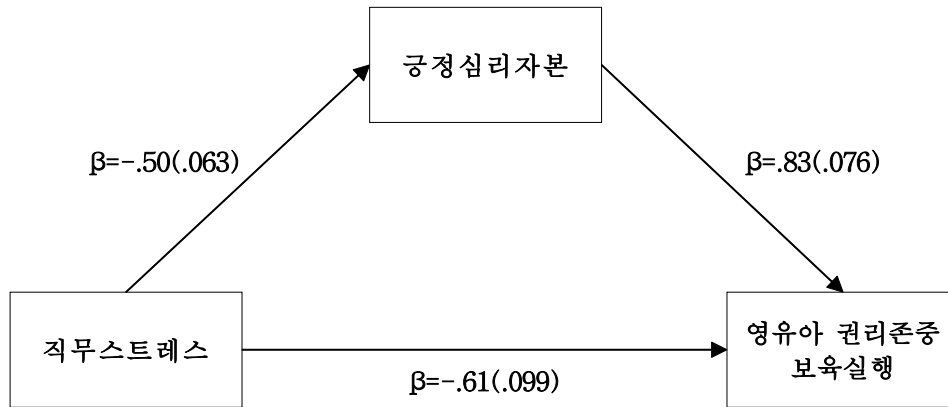 긍정심리자본
β=-.50(.063)
β=.83(.076)
직무스트레스
영유아 권리존중
보육실행
β=-.61(.099)